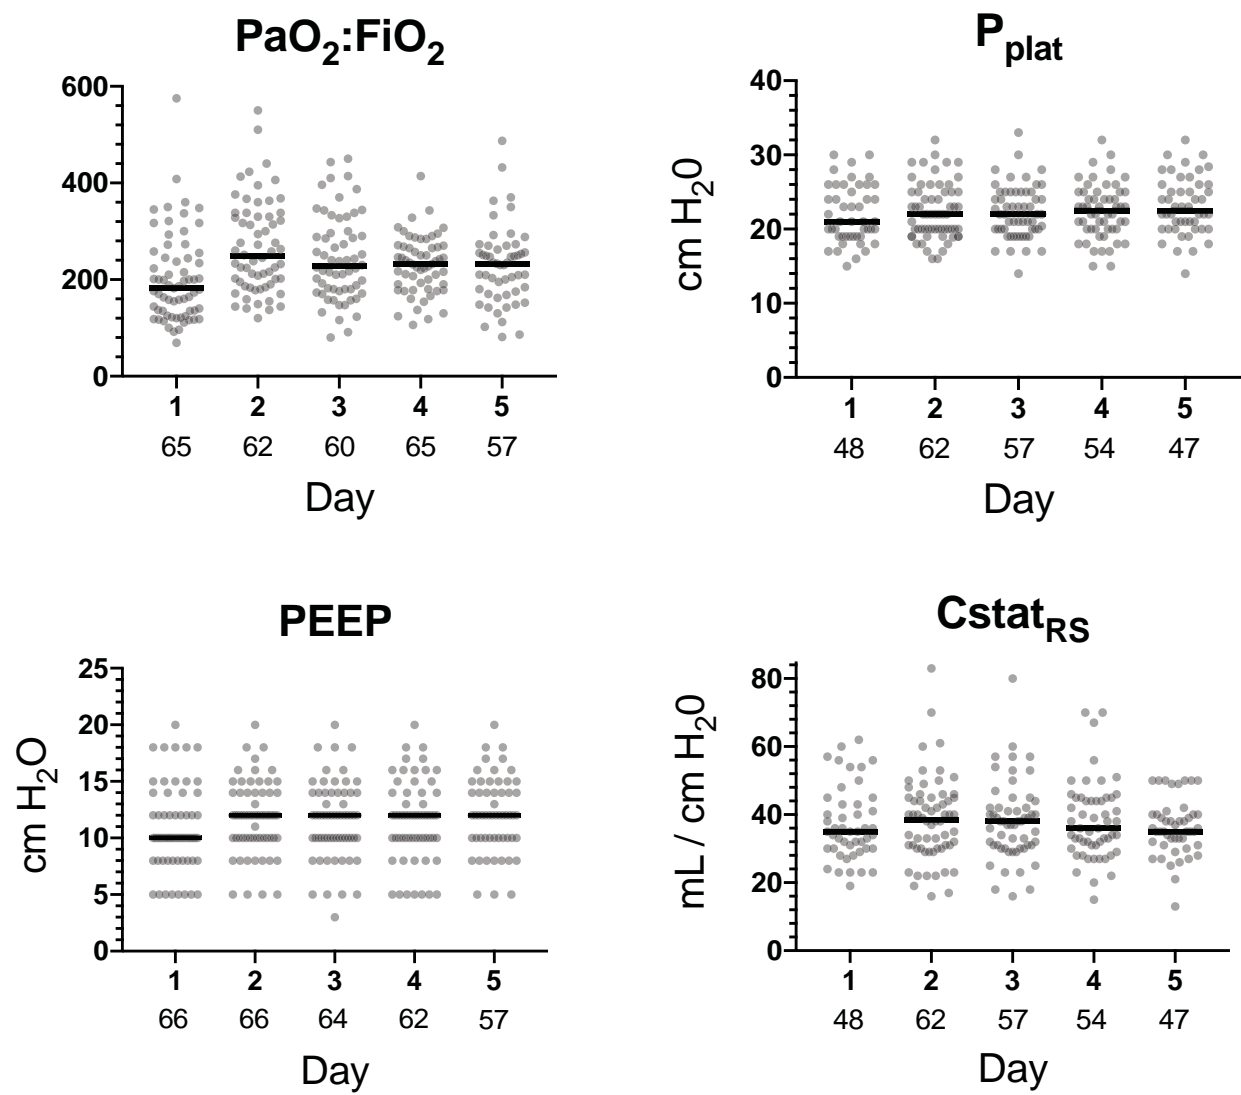 PaO2:FiO2
600
400
200
0
1 2 3 4 5
65 62 60 65 57
Day
Pplat
cm H20
40
30
20
10
0
1 2 3 4 5
48 62 57 54 47
Day
PEEP
cm H2O
25
20
15
10
5
0
1 2 3 4 5
66 66 64 62 57
Day
CstatRS
mL / cm H20
80
60
40
20
0
1 2 3 4 5
48 62 57 54 47
Day